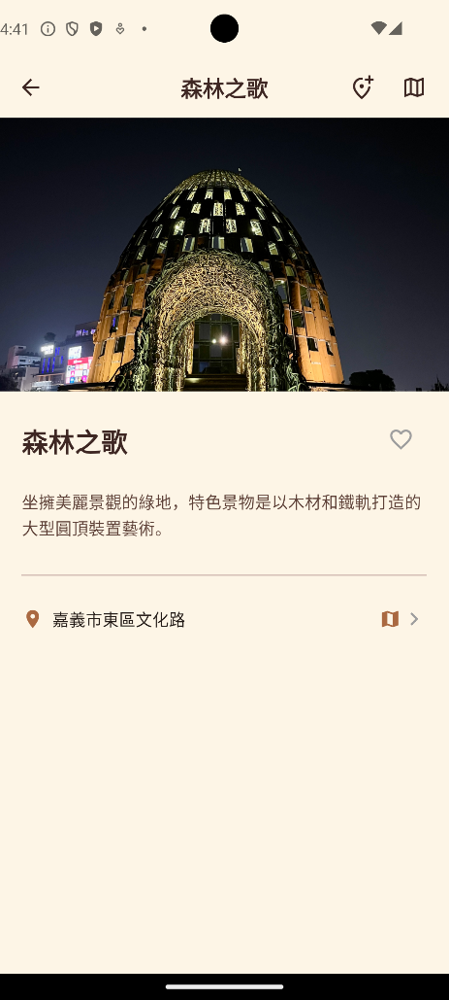 4:41
森林之歌
森林之歌
坐擁美麗景觀的綠地，特色景物是以木材和鐵軌打造的
大型圓頂裝置藝術。
嘉義市東區文化路